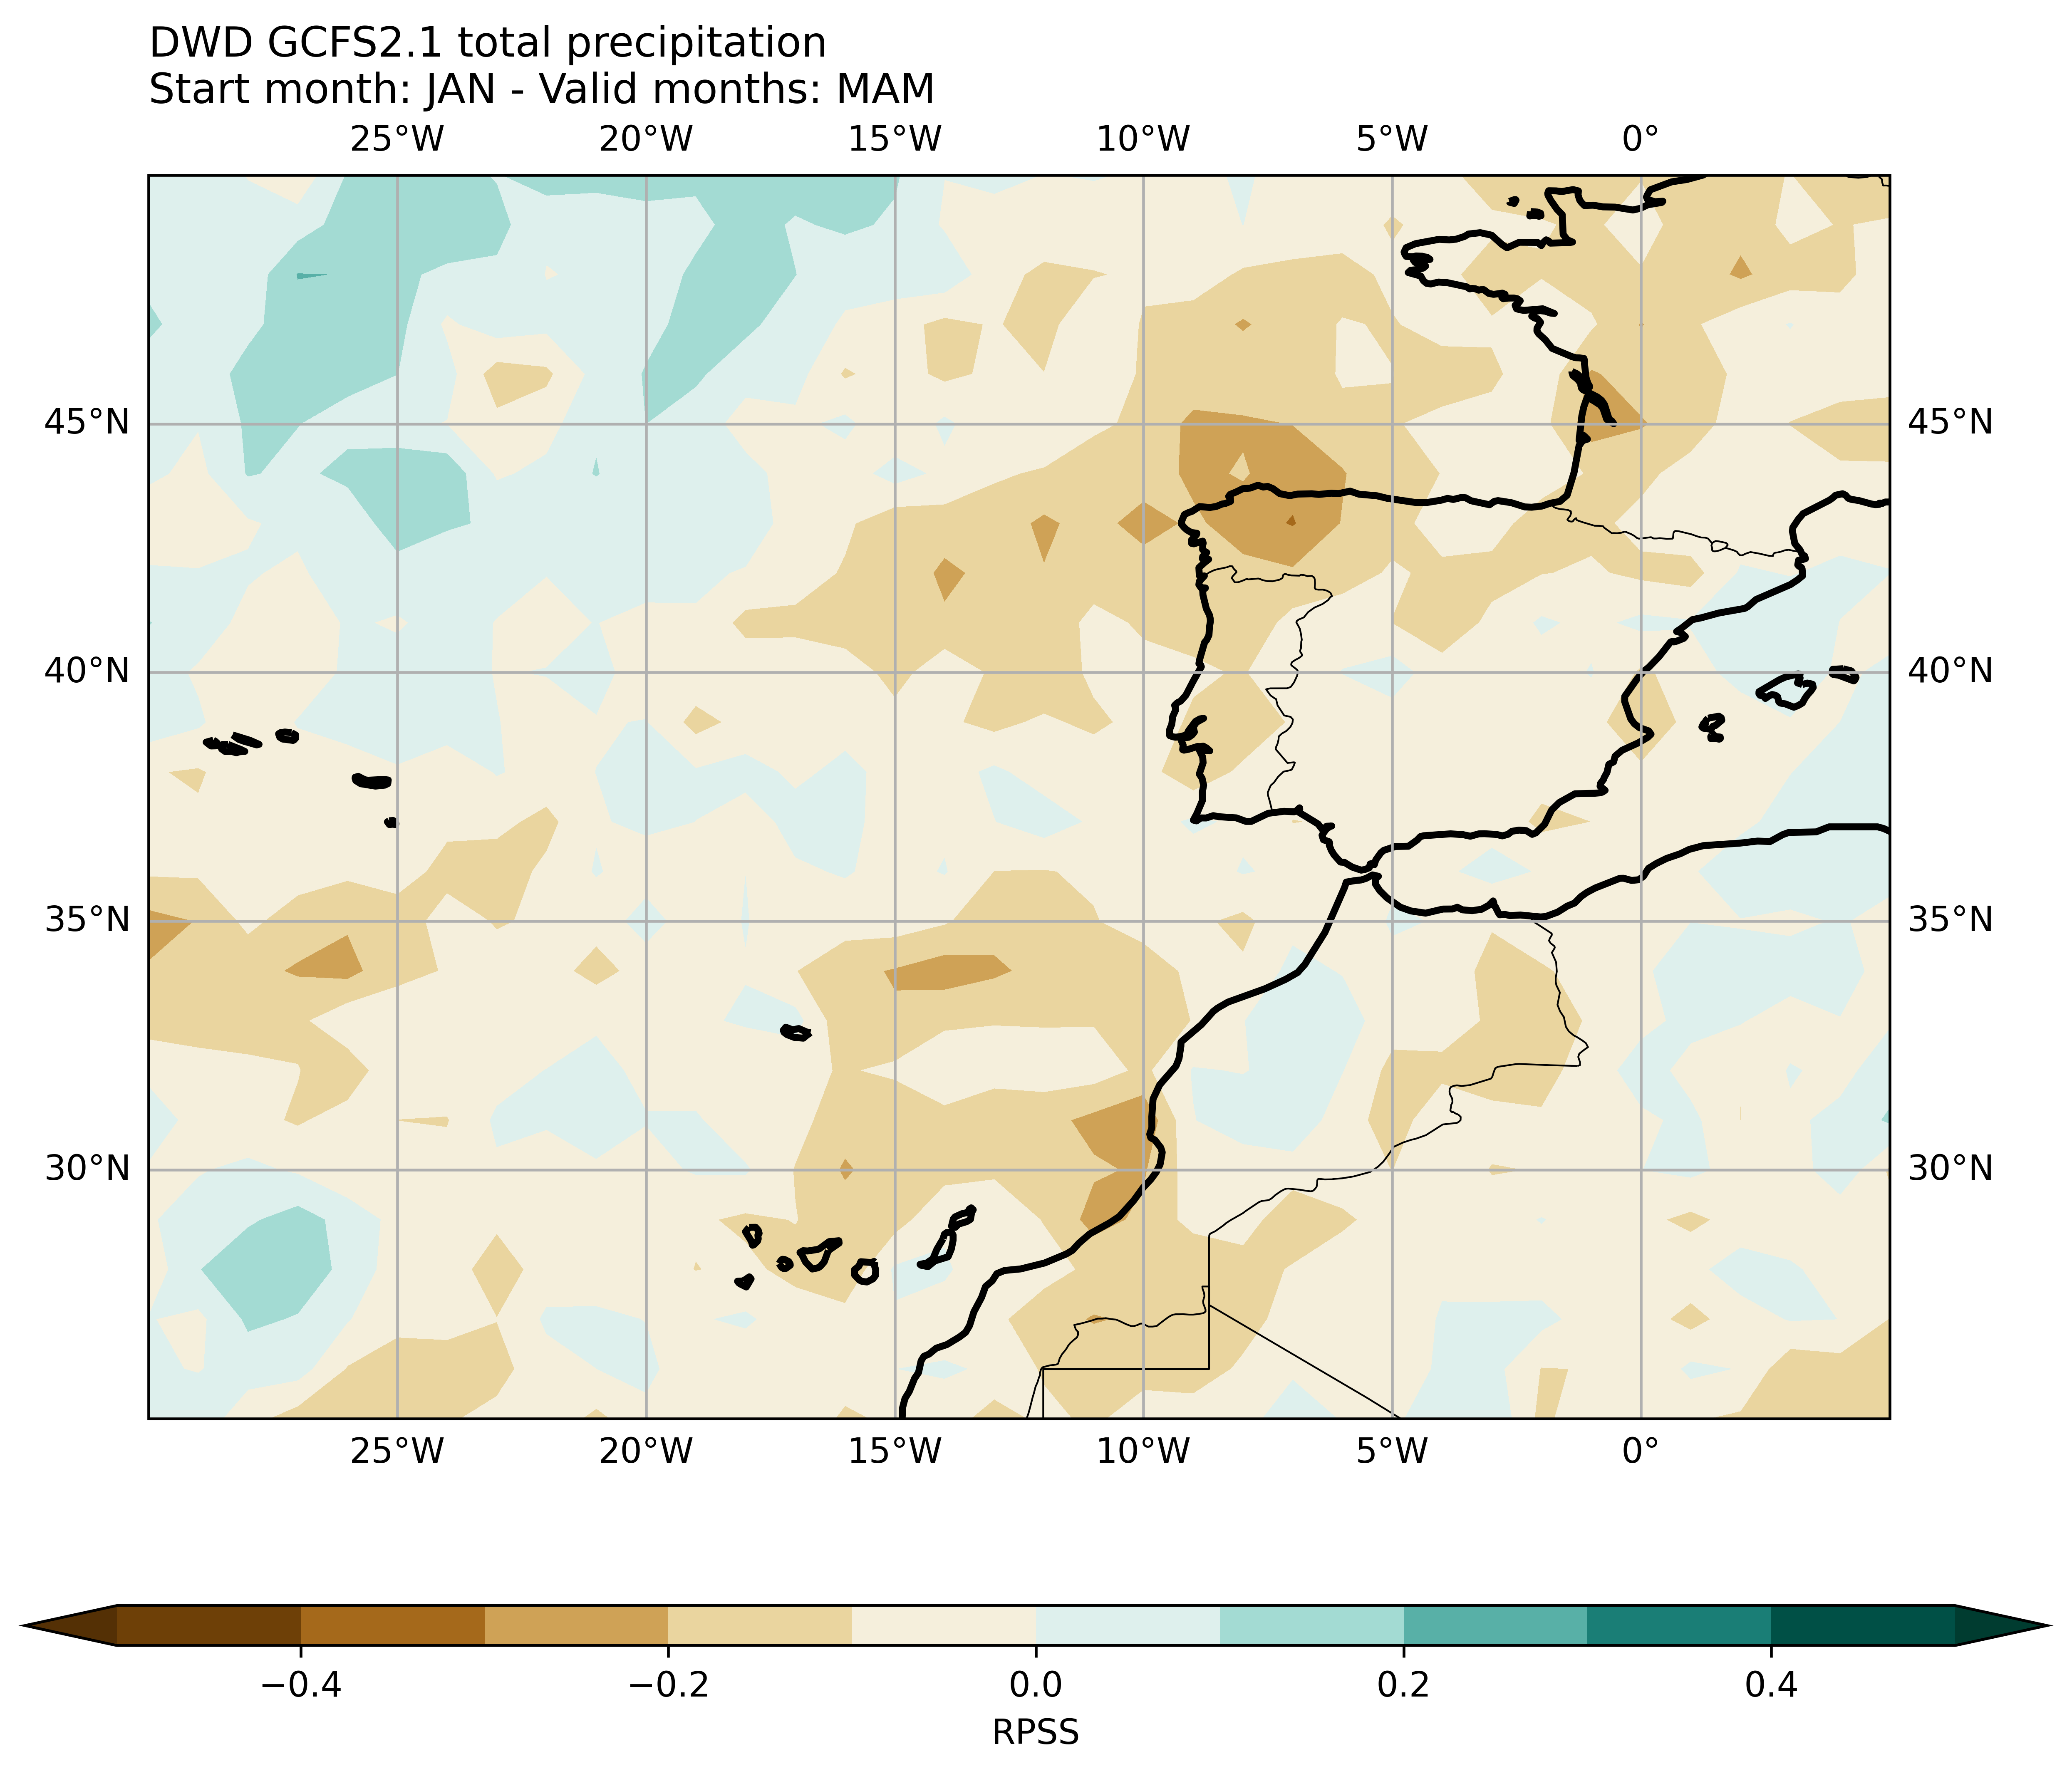 DWD GCFS2.1 total precipitation
Start month: JAN - Valid months: MAM
25°W 20°W 15°W 10°W 5°W 0°
45°N 45°N
40°N 40°N
35°N 35°N
30°N 30°N
25°W 20°W 15°W 10°W 5°W 0°
−0.4 −0.2 0.0 0.2 0.4
RPSS